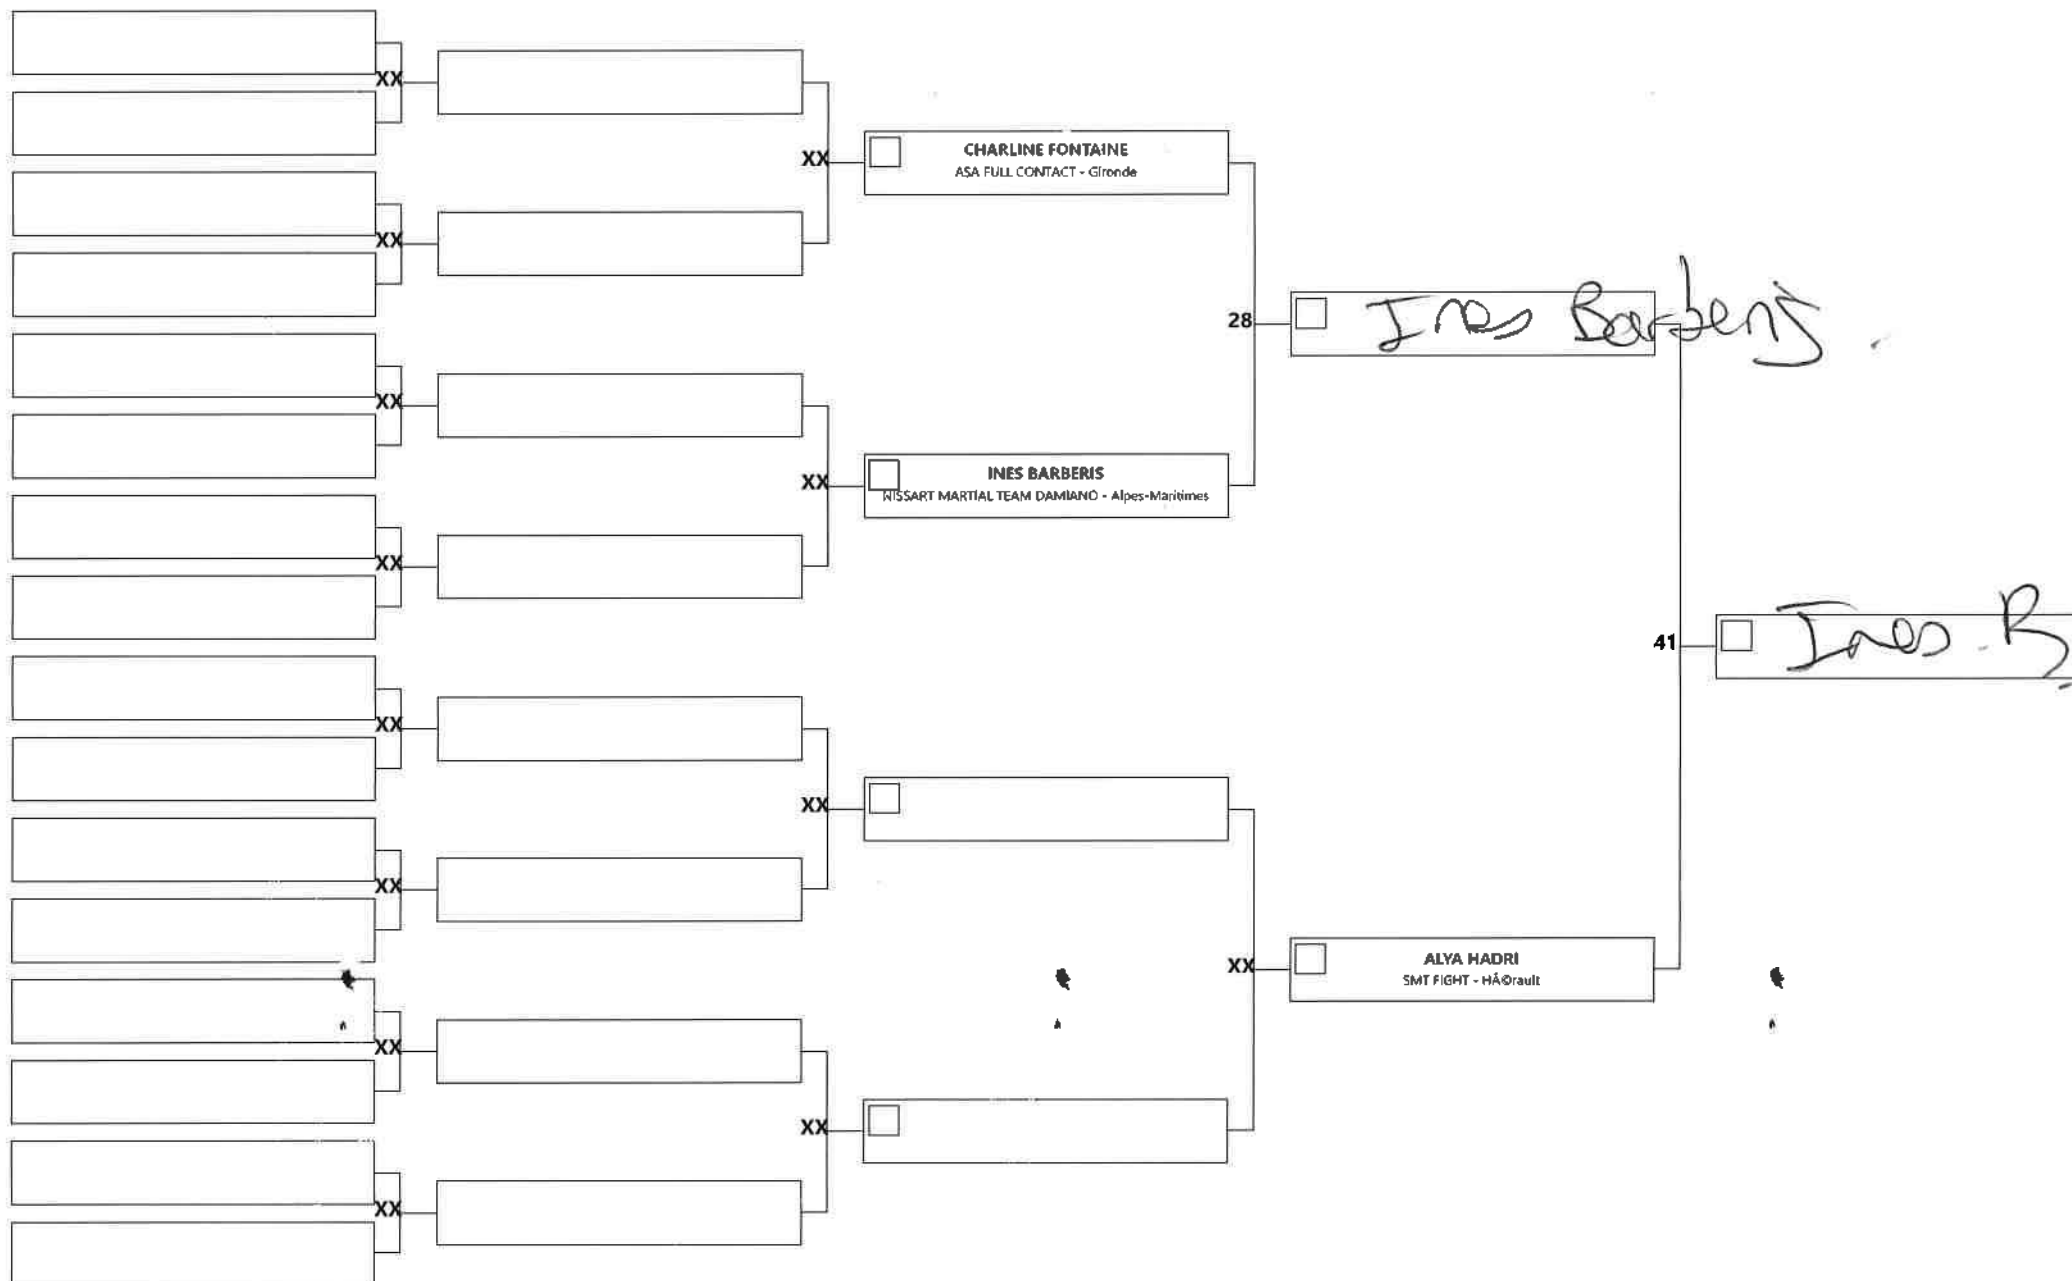 XX
XX
CHARLINE FONTAINE
ASA FULL CONTACT - Gironde
XX
28
Ines Barberis
XX
XX
INES BARBERIS
NISSART MARTIAL TEAM DAMIANO - Alpes-Maritimes
XX
41
Ines. B
XX
XX
XX
XX
ALYA HADRI
SMT FIGHT - HÃ©rault
XX
XX
XX